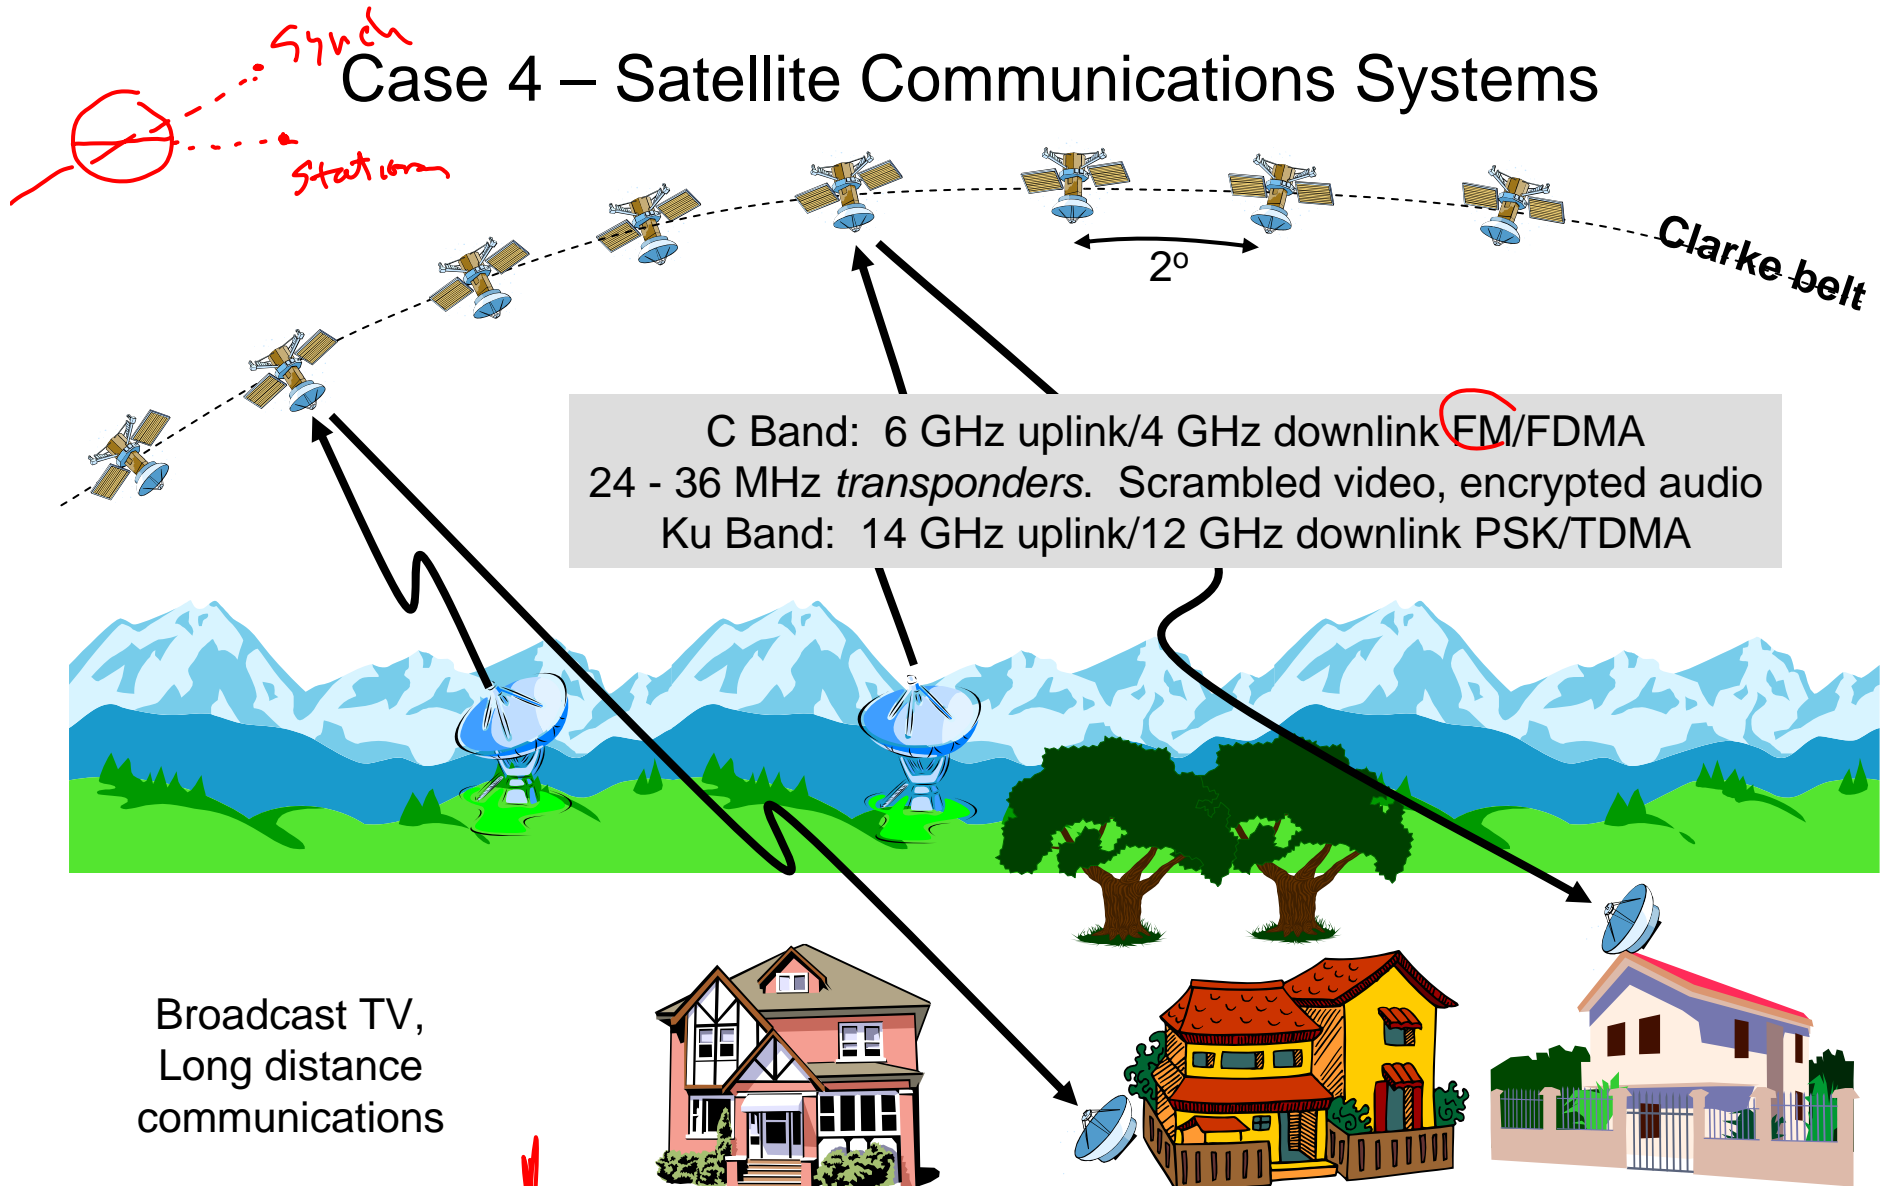 Synch
Case 4 – Satellite Communications Systems
Station
Clarke belt
2o
C Band:  6 GHz uplink/4 GHz downlink FM/FDMA
24 - 36 MHz transponders.  Scrambled video, encrypted audio
Ku Band:  14 GHz uplink/12 GHz downlink PSK/TDMA
Broadcast TV,
Long distance
communications